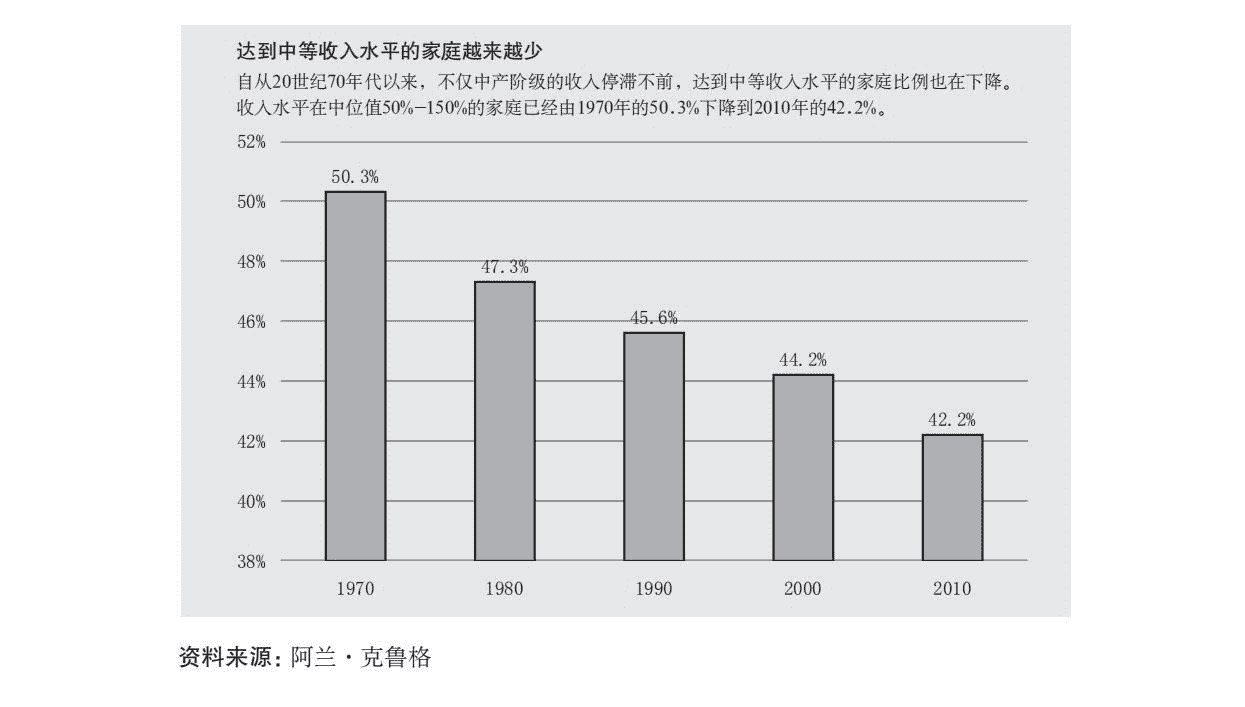 达到中等收入水平的家庭越来越少
自从20世纪70年代以来，不仅中产阶级的收入停滞不前，达到中等收入水平的家庭比例也在下降。
收入水平在中位值50%-150%的家庭已经由1970年的50.3%下降到2010年的42.2%。
52%
50.3%
50%
48%
47.3%
46%
45.6%
44.2%
44%
42.2%
42%
40%
38%
1970 1980 1990 2000 2010
资料来源：阿兰·克鲁格